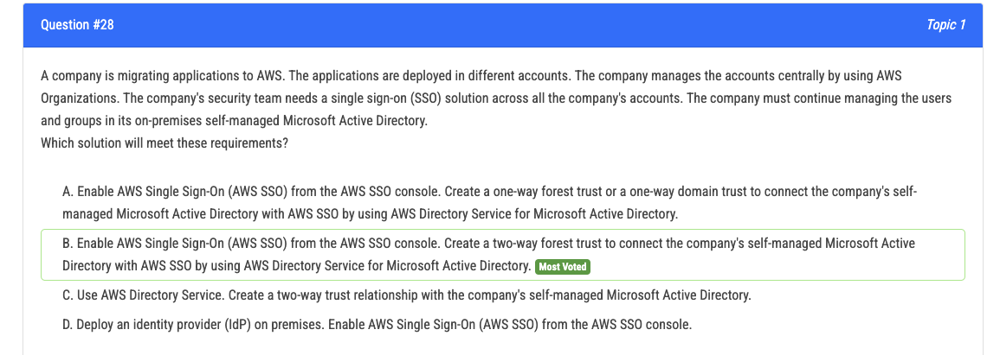 Question #28
Topic 1
A company is migrating applications to AWS. The applications are deployed in different accounts. The company manages the accounts centrally by using AWS
Organizations. The company's security team needs a single sign-on (SSO) solution across all the company's accounts. The company must continue managing the users
and groups in its on-premises self-managed Microsoft Active Directory.
Which solution will meet these requirements?
A. Enable AWS Single Sign-On (AWS SSO) from the AWS SSO console. Create a one-way forest trust or a one-way domain trust to connect the company's self-
managed Microsoft Active Directory with AWS SSO by using AWS Directory Service for Microsoft Active Directory.
B. Enable AWS Single Sign-On (AWS SSO) from the AWS SSO console. Create a two-way forest trust to connect the company's self-managed Microsoft Active
Directory with AWS SSO by using AWS Directory Service for Microsoft Active Directory. Most Voted
C. Use AWS Directory Service. Create a two-way trust relationship with the company's self-managed Microsoft Active Directory.
D. Deploy an identity provider (IdP) on premises. Enable AWS Single Sign-On (AWS SSO) from the AWS SSO console.